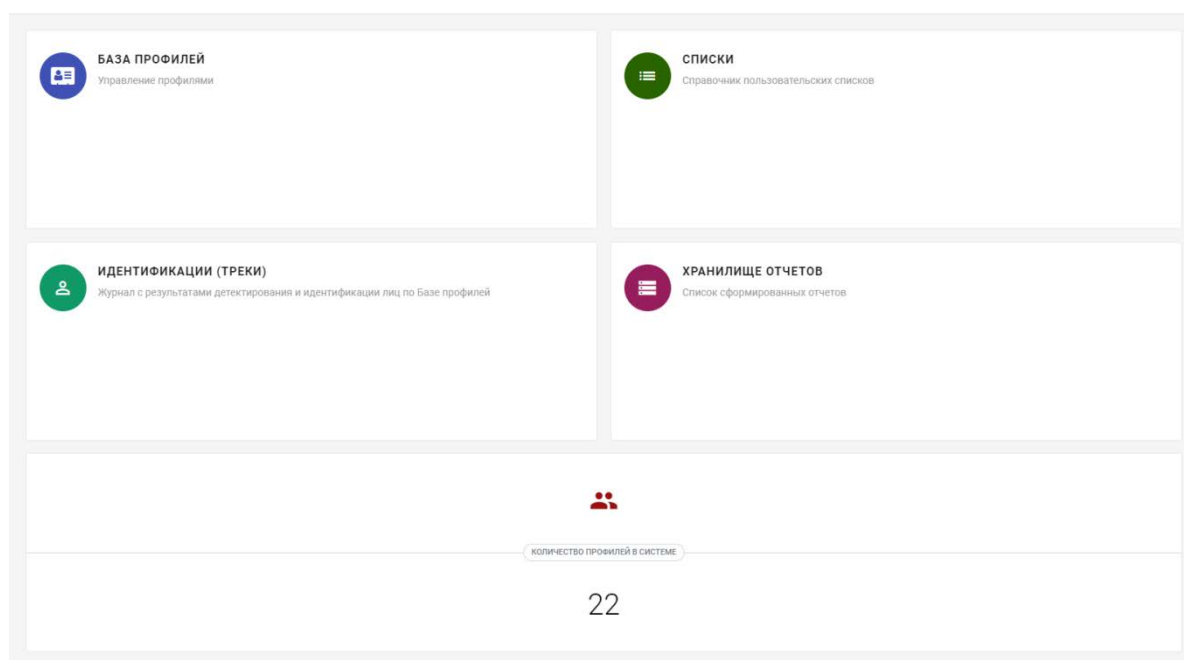 БАЗА ПРОФИЛЕЙ
Управление профилями
СПИСКИ
Справочник пользовательских списков
ИДЕНТИФИКАЦИИ (ТРЕКИ)
Журнал с результатами детектирования и идентификации лиц по Базе профилей
ХРАНИЛИЩЕ ОТЧЕТОВ
Список сформированных отчетов
КОЛИЧЕСТВО ПРОФИЛЕЙ В СИСТЕМЕ
22